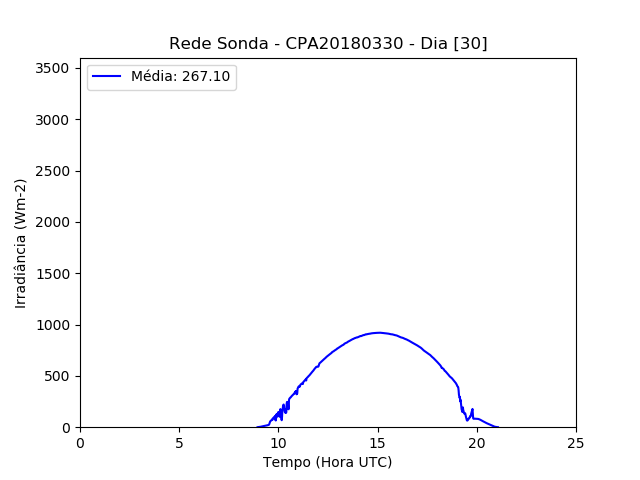 Rede Sonda - CPA20180330 - Dia [30]
Média: 267.10
3500
3000
2500
2000
1500
1000
500
0
Irradiância (Wm-2)
0 5 10 15 20 25
Tempo (Hora UTC)